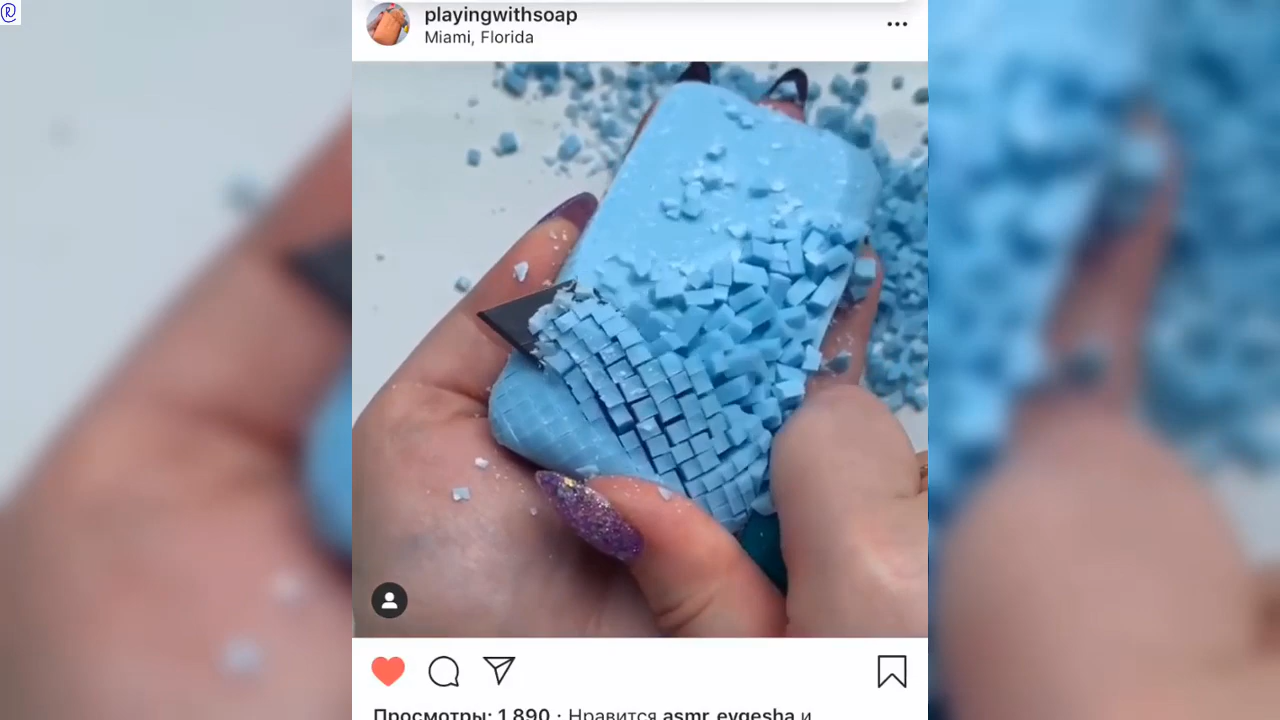 playingwithsoap
Miami, Florida
Просмотры: 1 890 · Нравится asmr_evgesha и